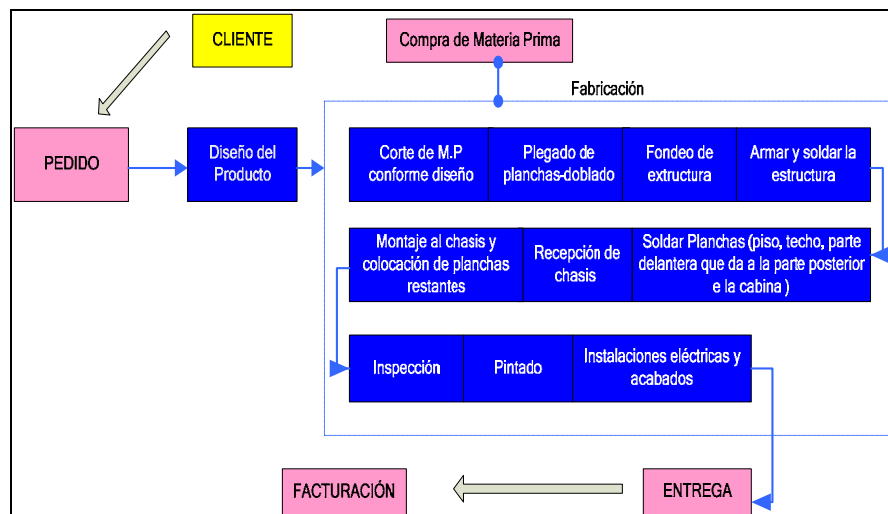 CLIENTE
Compra de Materia Prima
Fabricación
PEDIDO
Diseño del
Producto
Corte de M.P
conforme diseño
Plegado de
planchas-doblado
Fondeo de
extructura
Armar y soldar la
estructura
Montaje al chasis y
colocación de planchas
restantes
Recepción de
chasis
Soldar Planchas (piso, techo, parte
delantera que da a la parte posterior
e la cabina )
Inspección
Pintado
Instalaciones eléctricas y
acabados
FACTURACIÓN
ENTREGA